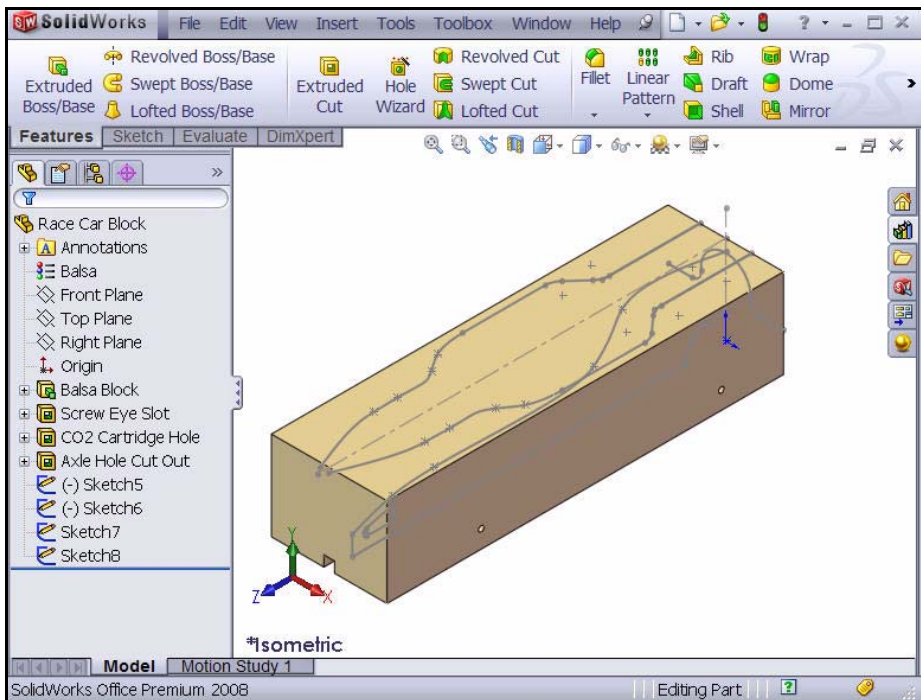 SolidWorks File Edit View Insert Tools Toolbox Window Help
Extruded Boss/Base
Revolved Boss/Base
Swept Boss/Base
Lofted Boss/Base
Extruded Cut
Hole Wizard
Revolved Cut
Swept Cut
Lofted Cut
Fillet
Linear Pattern
Rib
Draft
Shell
Wrap
Dome
Mirror
Features Sketch Evaluate DimXpert
Race Car Block
Annotations
Balsa
Front Plane
Top Plane
Right Plane
Origin
Balsa Block
Screw Eye Slot
CO2 Cartridge Hole
Axle Hole Cut Out
(-) Sketch5
(-) Sketch6
Sketch7
Sketch8
Y
Z X
*Isometric
Model Motion Study 1
SolidWorks Office Premium 2008 Editing Part